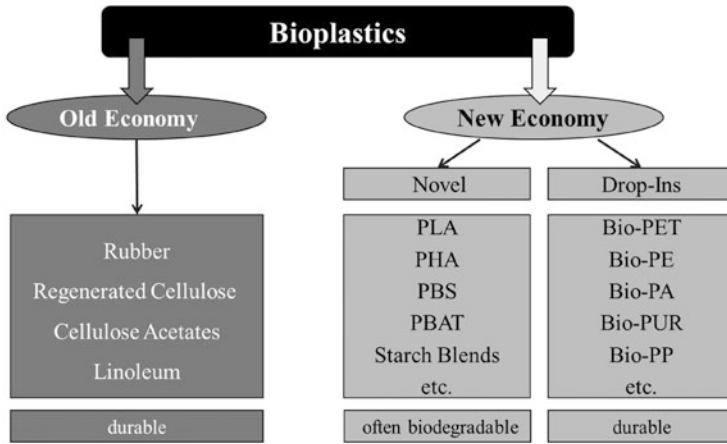 Bioplastics
Old Economy
New Economy
Novel
Drop-Ins
Rubber
Regenerated Cellulose
Cellulose Acetates
Linoleum
PLA
PHA
PBS
PBAT
Starch Blends
etc.
Bio-PET
Bio-PE
Bio-PA
Bio-PUR
Bio-PP
etc.
durable
often biodegradable
durable